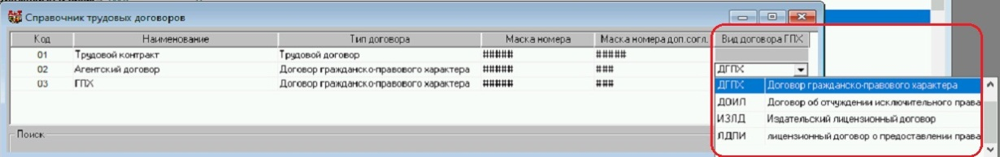 Справочник трудовых договоров
Код Наименование Тип договора Маска номера Маска номера доп.согл. Вид договора ГПХ
01 Трудовой контракт Трудовой договор ##### #####
02 Агентский договор Договор гражданско-правового характера ##### ### ДГПХ
03 ГПХ Договор гражданско-правового характера ##### ###
ДГПХ Договор гражданско-правового характера
ДОИЛ Договор об отчуждении исключительного права
ИЗЛД Издательский лицензионный договор
ЛДПИ лицензионный договор о предоставлении права
Поиск